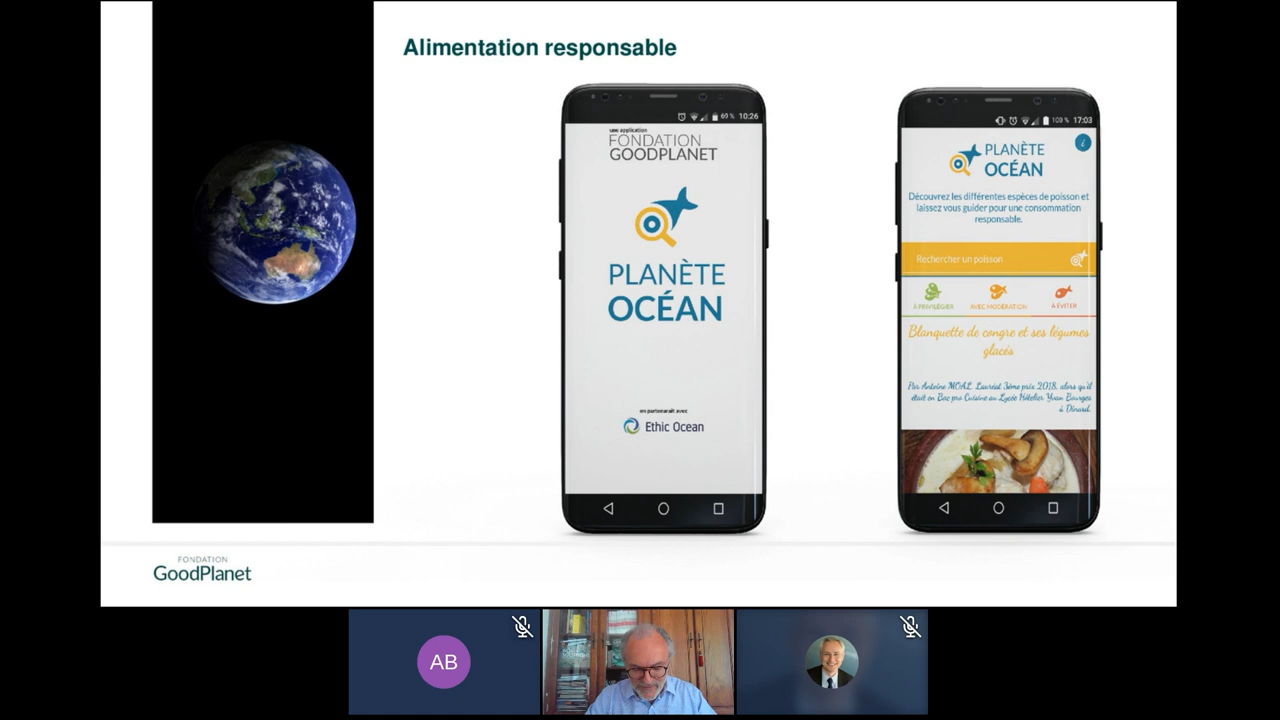 Alimentation responsable
69 % 10:26
une application
FONDATION
GOODPLANET
PLANÈTE
OCÉAN
en partenariat avec
Ethic Ocean
100 % 17:03
i
PLANÈTE
OCÉAN
Découvrez les différentes espèces de poisson et
laissez vous guider pour une consommation
responsable.
Rechercher un poisson
À PRIVILÉGIER
AVEC MODÉRATION
À ÉVITER
Blanquette de congre et ses légumes
glacés
Par Antoine MOAL, Lauréat 3ème prix 2018, alors qu'il
était en Bac pro Cuisine au Lycée Hôtelier Yvon Bourges
à Dinard.
FONDATION
GoodPlanet
AB